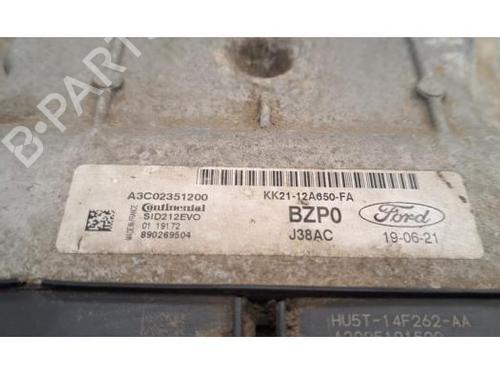 A3C02351200
KK21-12A650-FA
Continental
SID212EVO
BZP0
Ford
MADE IN FRANCE
01 19172
890269504
J38AC
19-06-21
HU5T-14F262-AA